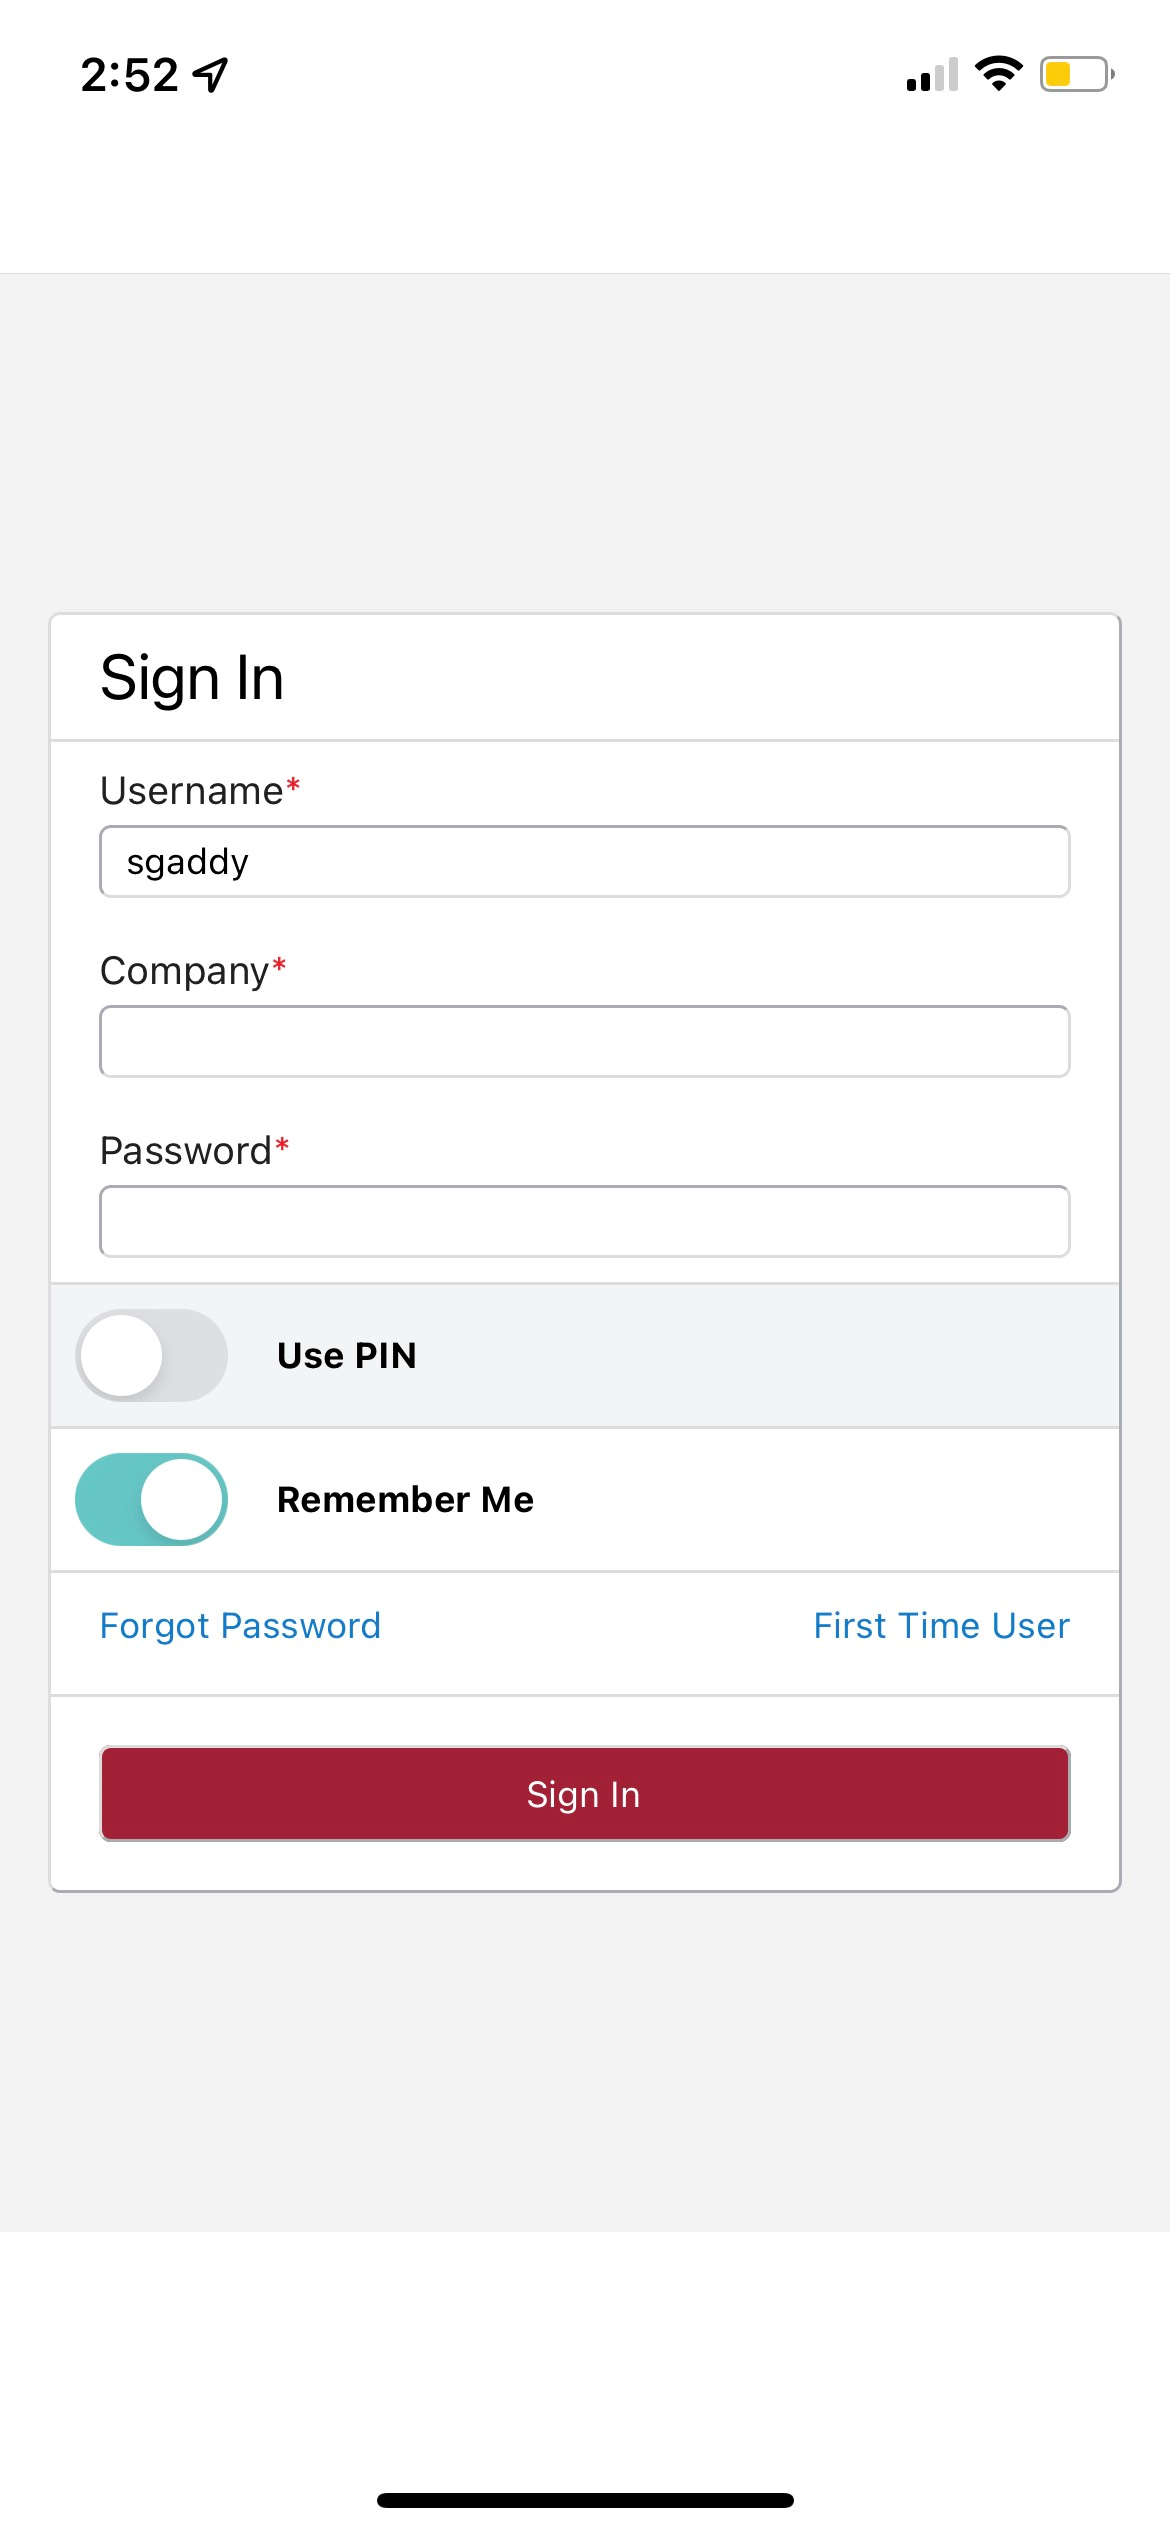 2:52
Sign In
Username*
sgaddy
Company*
Password*
Use PIN
Remember Me
Forgot Password First Time User
Sign In